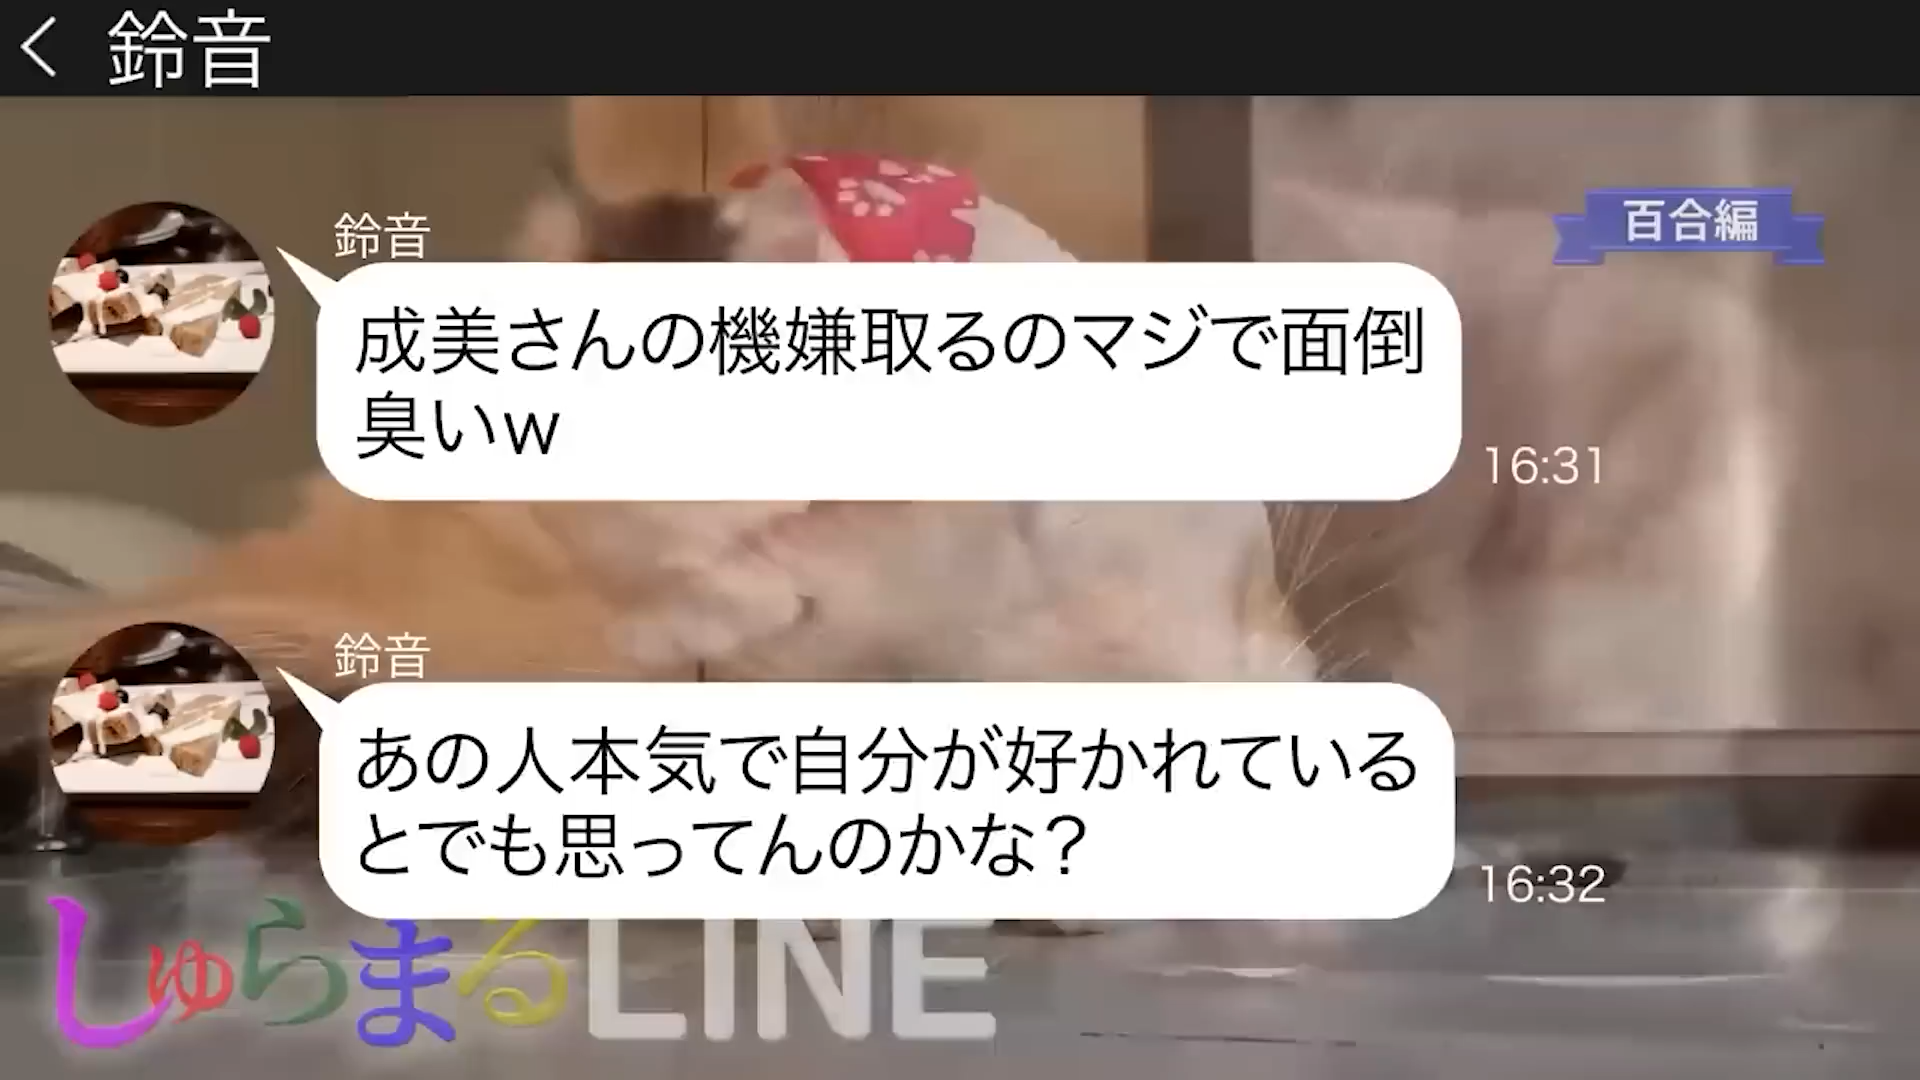 鈴音
百合編
鈴音
成美さんの機嫌取るのマジで面倒
臭いw
16:31
鈴音
あの人本気で自分が好かれている
とでも思ってんのかな？
16:32
しゅらまるLINE